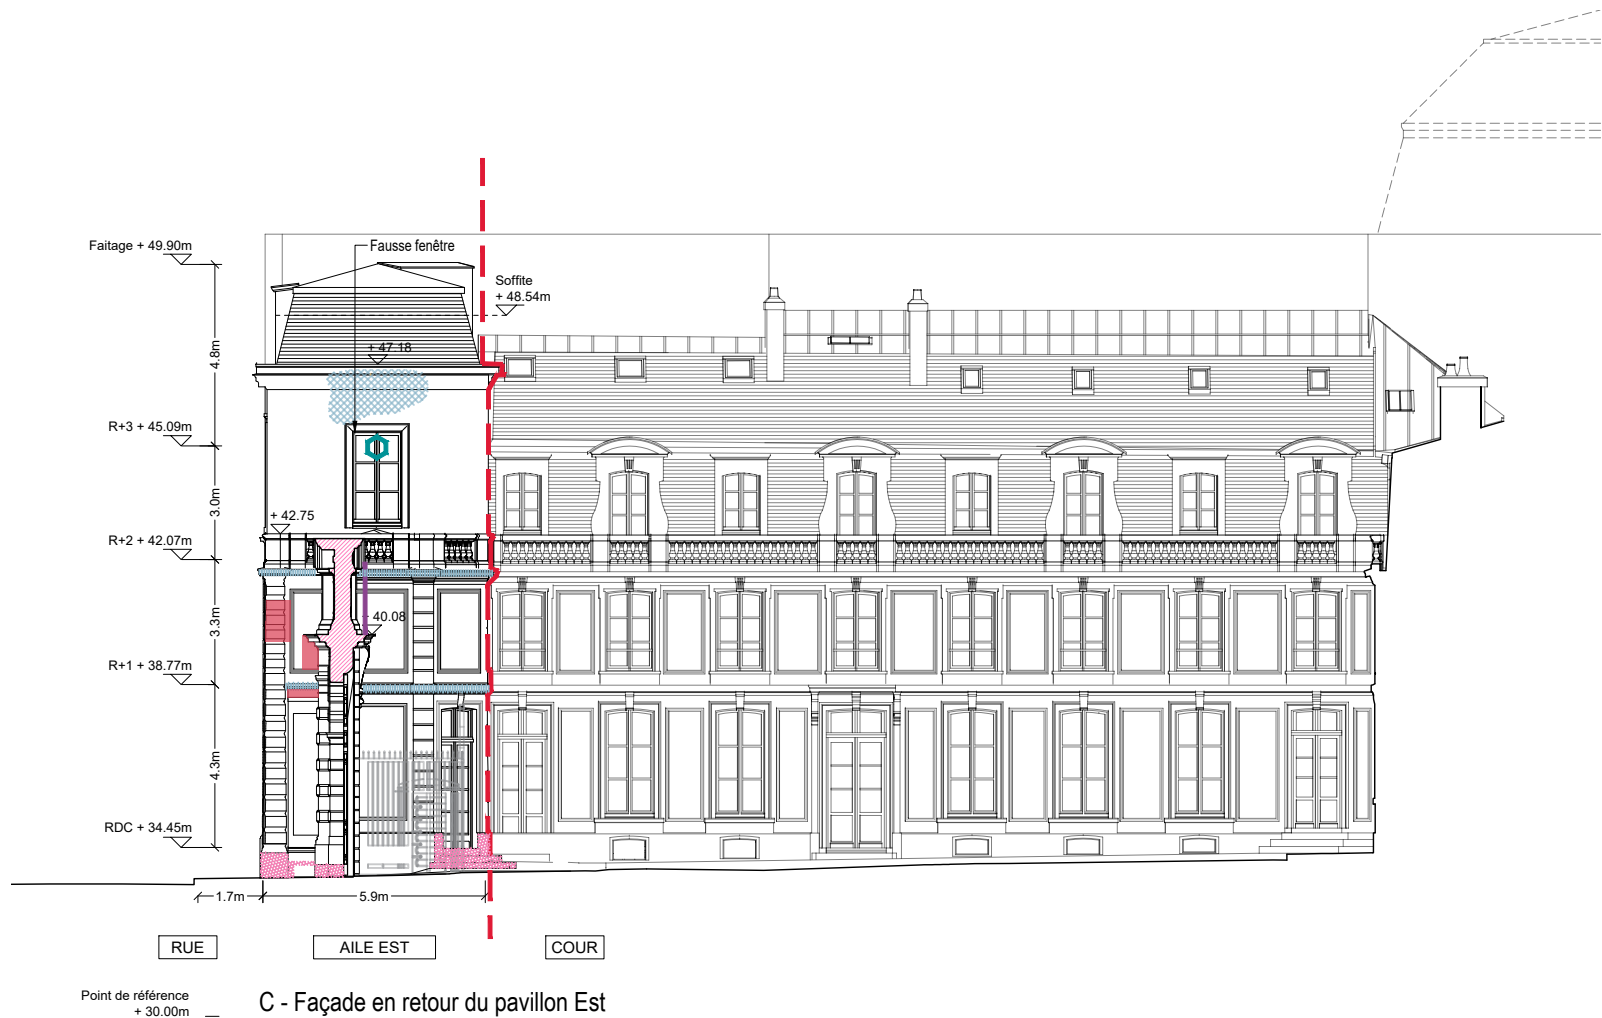 Faitage + 49.90m
Fausse fenêtre
Soffite
+ 48.54m
+ 47.18
4.8m
R+3 + 45.09m
3.0m
+ 42.75
R+2 + 42.07m
3.3m
+ 40.08
R+1 + 38.77m
4.3m
RDC + 34.45m
1.7m
5.9m
RUE
AILE EST
COUR
Point de référence
+ 30.00m
C - Façade en retour du pavillon Est